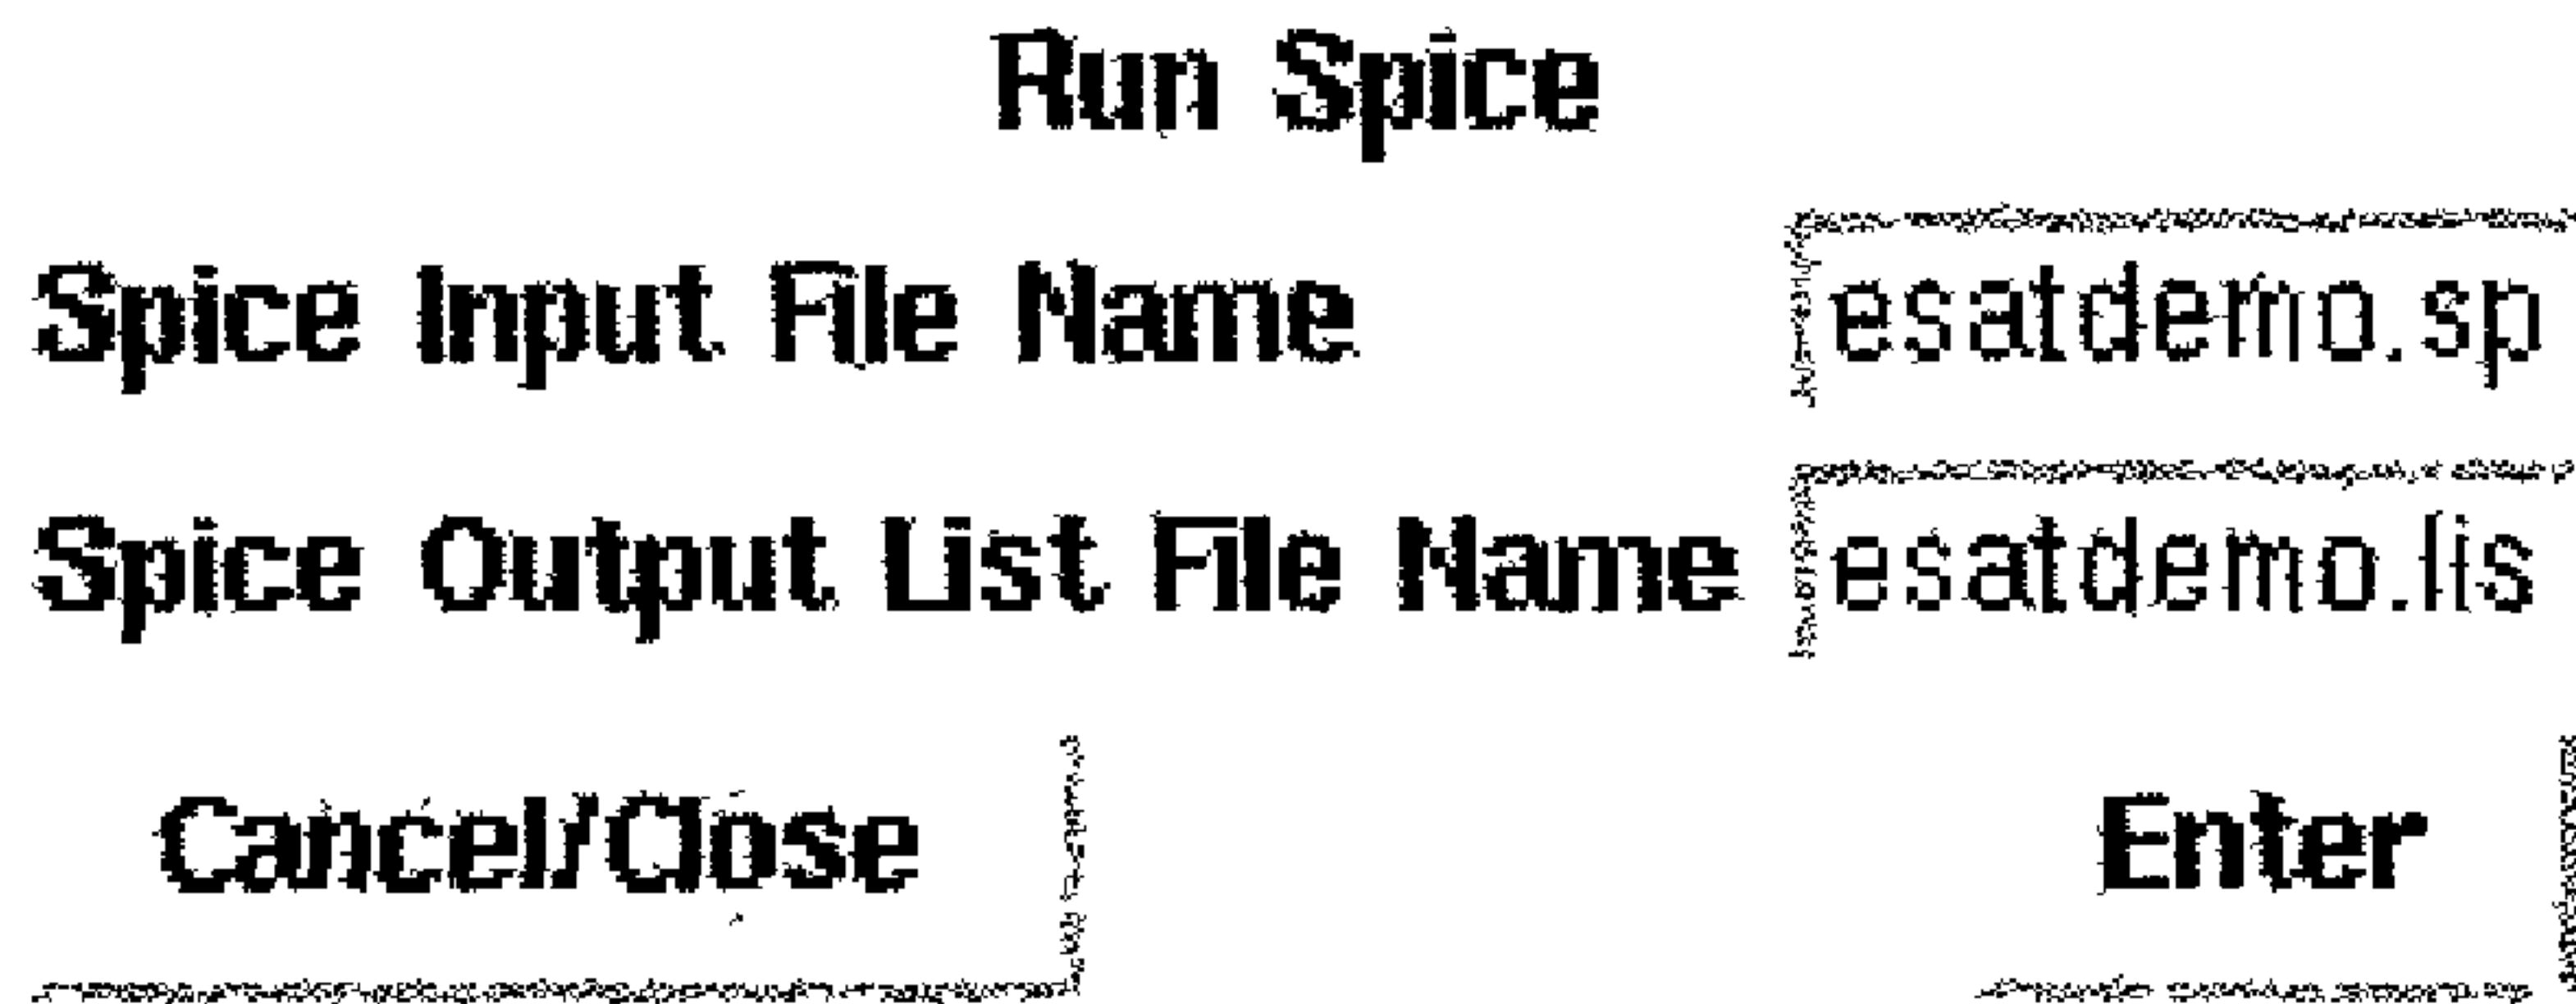 Run Spice
Spice Input File Name esatdemo.sp
Spice Output List File Name esatdemo.lis
Cancel/Close Enter